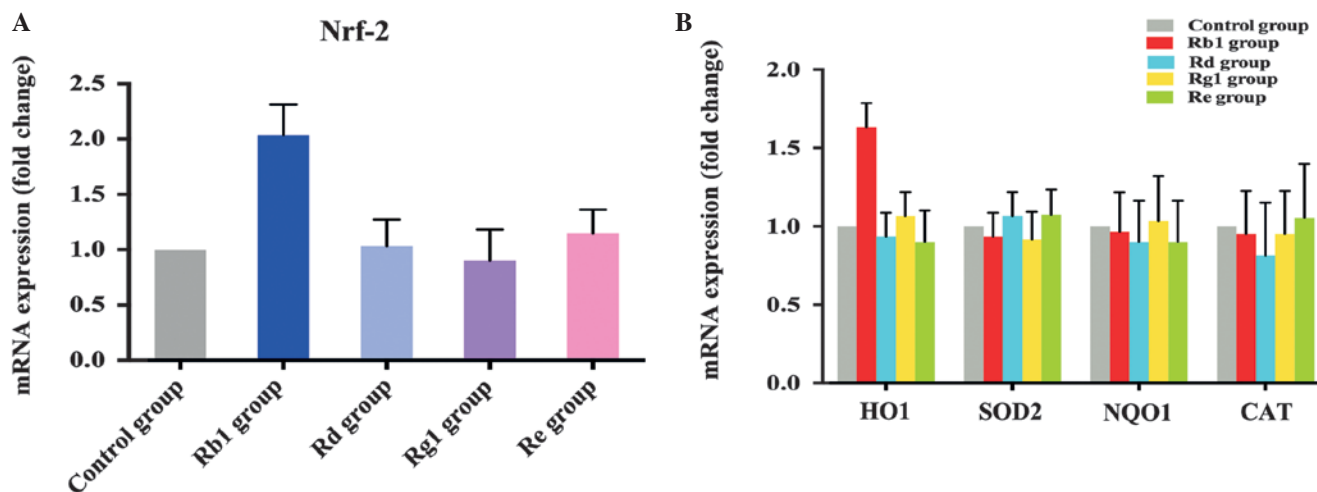 A
Nrf-2
mRNA expression (fold change)
2.5
2.0
1.5
1.0
0.5
0.0
Control group
Rb1 group
Rd group
Rg1 group
Re group
B
Control group
Rb1 group
Rd group
Rg1 group
Re group
mRNA expression (fold change)
2.0
1.5
1.0
0.5
0.0
HO1 SOD2 NQO1 CAT